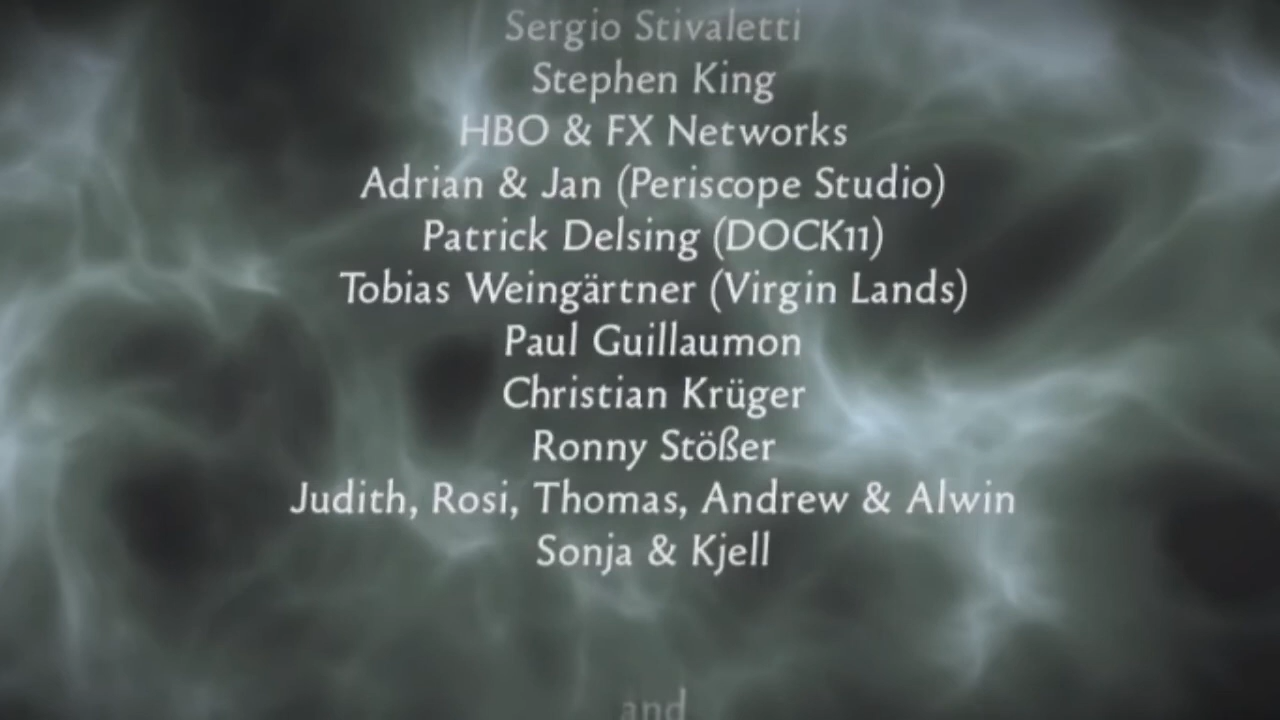 Sergio Stivaletti
Stephen King
HBO & FX Networks
Adrian & Jan (Periscope Studio)
Patrick Delsing (DOCK11)
Tobias Weingärtner (Virgin Lands)
Paul Guillaumon
Christian Krüger
Ronny Stößer
Judith, Rosi, Thomas, Andrew & Alwin
Sonja & Kjell
and